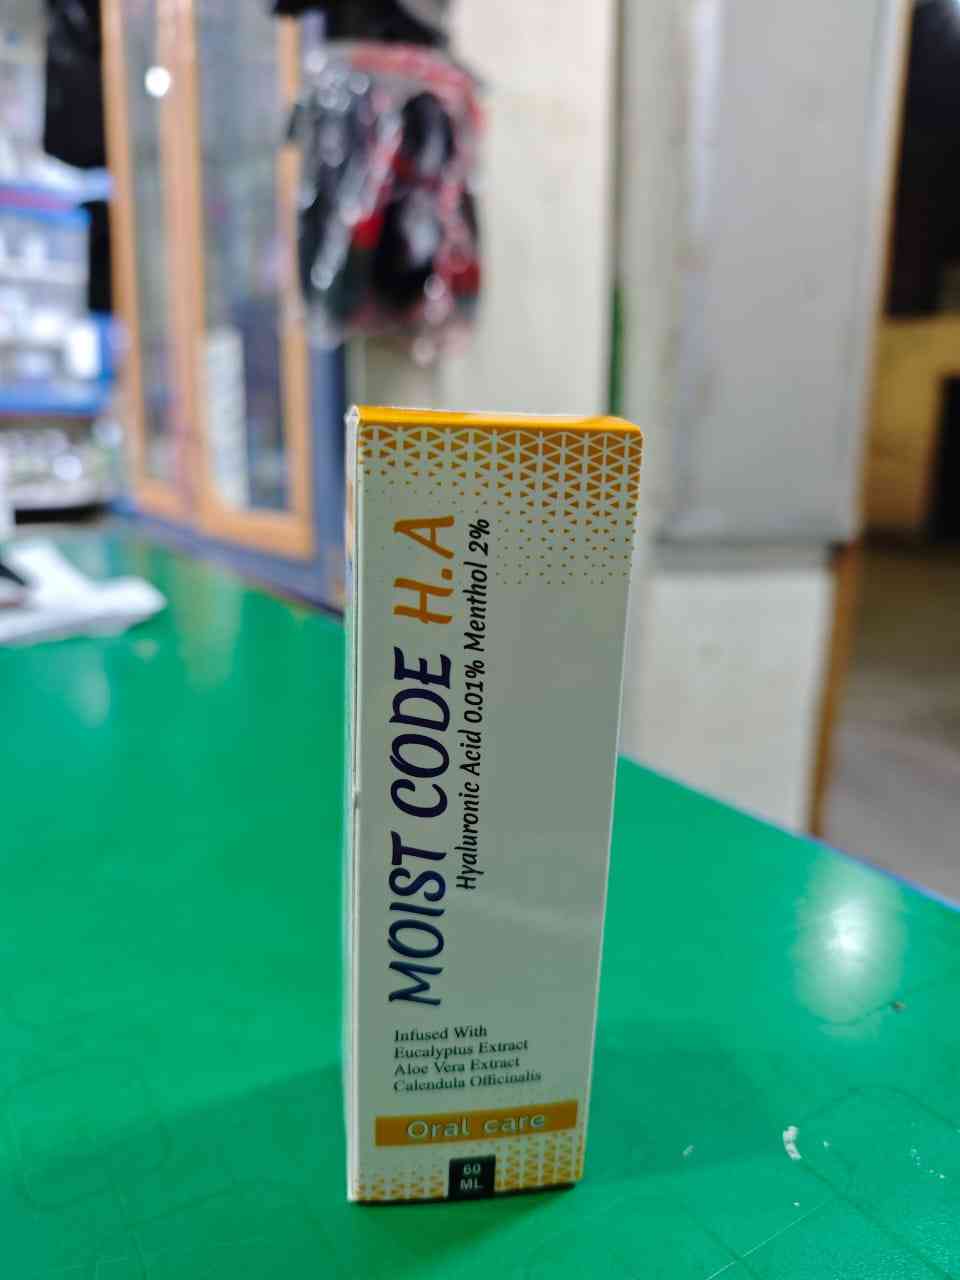 MOIST CODE H.A
Hyaluronic Acid 0.01% Menthol 2%
Infused With
Eucalyptus Extract
Aloe Vera Extract
Calendula Officinalis
Oral care
60
ML